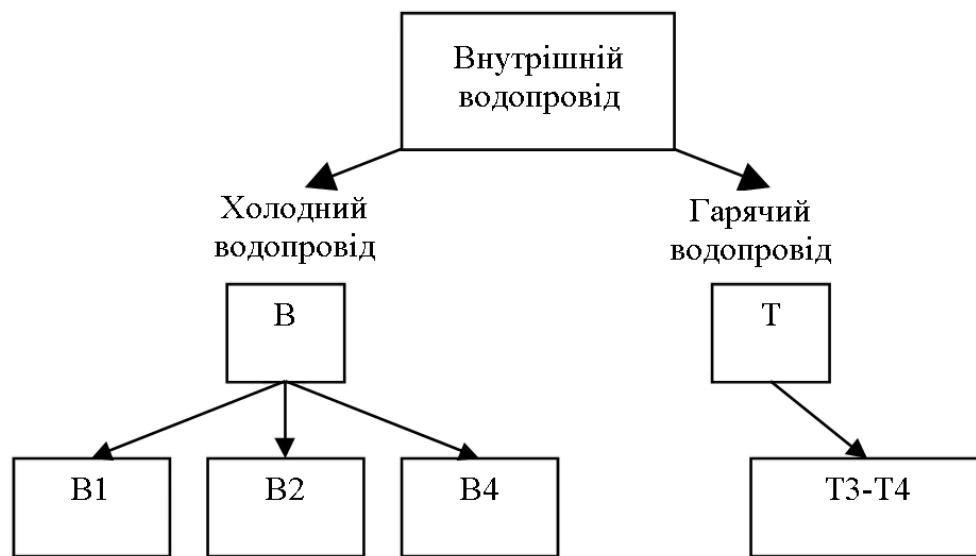 Внутрішній
водопровід
Холодний
водопровід
Гарячий
водопровід
В
Т
В1
В2
В4
Т3-Т4